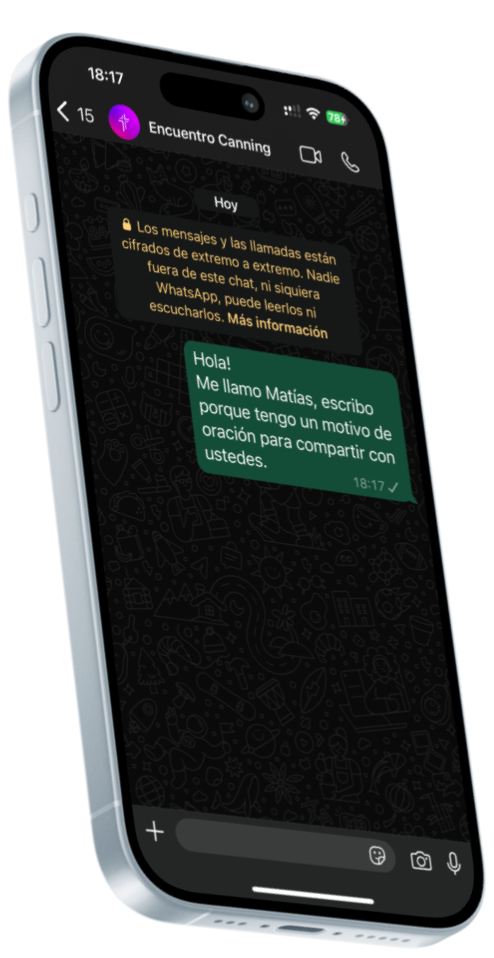 18:17
78+
15
Encuentro Canning
Hoy
Los mensajes y las llamadas están
cifrados de extremo a extremo. Nadie
fuera de este chat, ni siquiera
WhatsApp, puede leerlos ni
escucharlos. Más información
Hola!
Me llamo Matías, escribo
porque tengo un motivo de
oración para compartir con
ustedes.
18:17